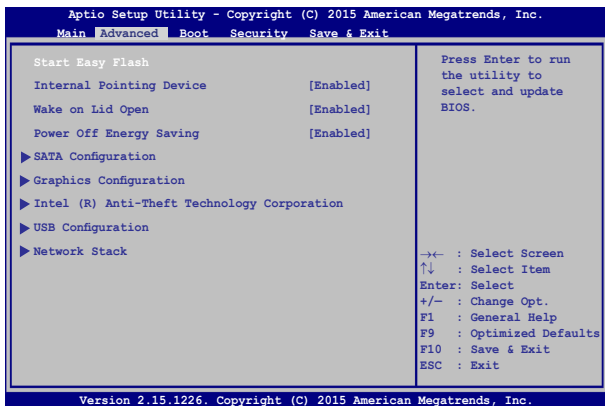 Aptio Setup Utility - Copyright (C) 2015 American Megatrends, Inc.
Main Advanced Boot Security Save & Exit
Start Easy Flash
Internal Pointing Device [Enabled]
Wake on Lid Open [Enabled]
Power Off Energy Saving [Enabled]
SATA Configuration
Graphics Configuration
Intel (R) Anti-Theft Technology Corporation
USB Configuration
Network Stack
Press Enter to run
the utility to
select and update
BIOS.
→← : Select Screen
↑↓ : Select Item
Enter: Select
+/— : Change Opt.
F1 : General Help
F9 : Optimized Defaults
F10 : Save & Exit
ESC : Exit
Version 2.15.1226. Copyright (C) 2015 American Megatrends, Inc.